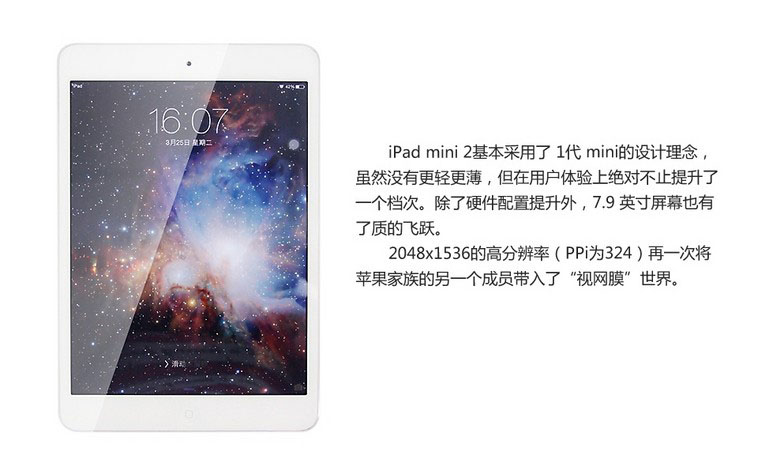 iPad
42%
16:07
3月25日 星期二
滑动
iPad mini 2基本采用了 1代 mini的设计理念，
虽然没有更轻更薄，但在用户体验上绝对不止提升了
一个档次。除了硬件配置提升外，7.9 英寸屏幕也有
了质的飞跃。
2048x1536的高分辨率（PPi为324）再一次将
苹果家族的另一个成员带入了“视网膜”世界。